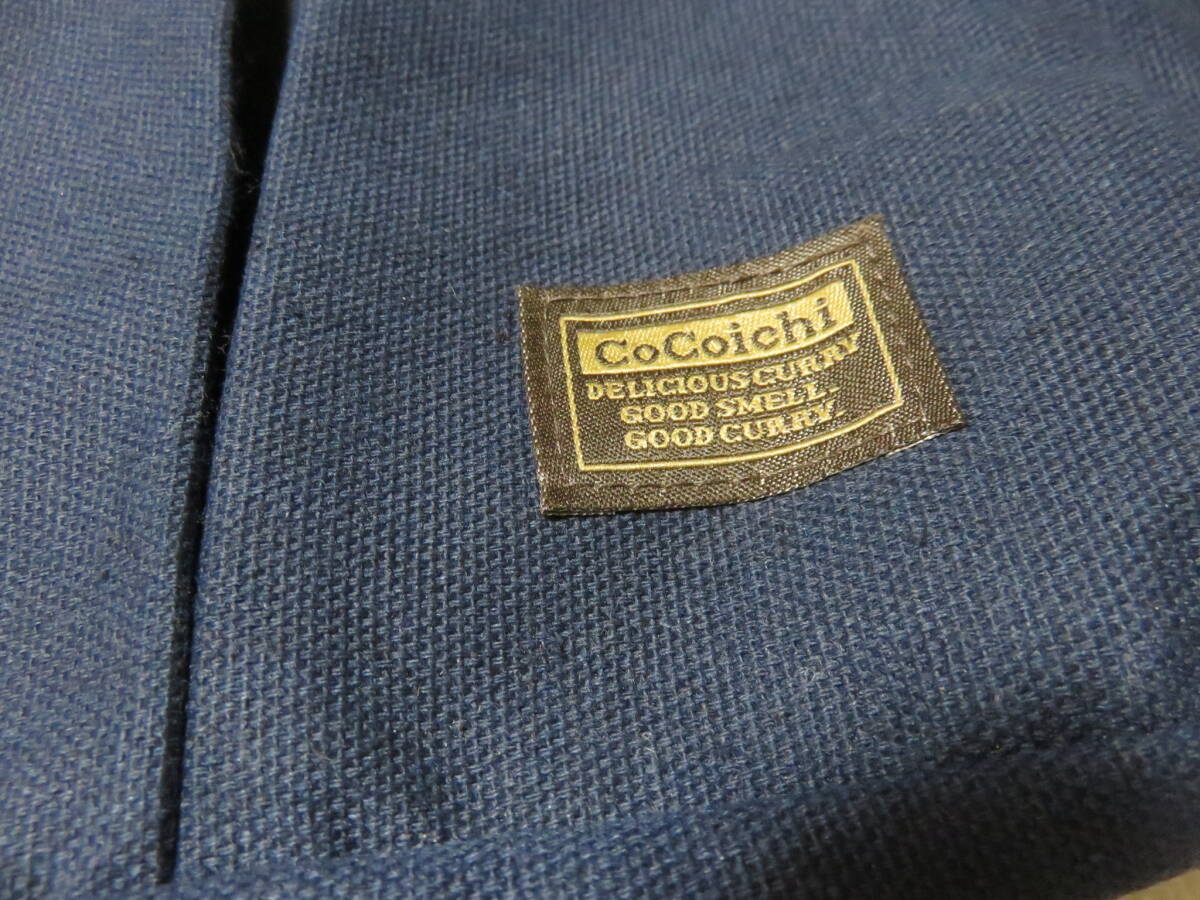 CoCoichi
DELICIOUS CURRY
GOOD SMELL.
GOOD CURRY.